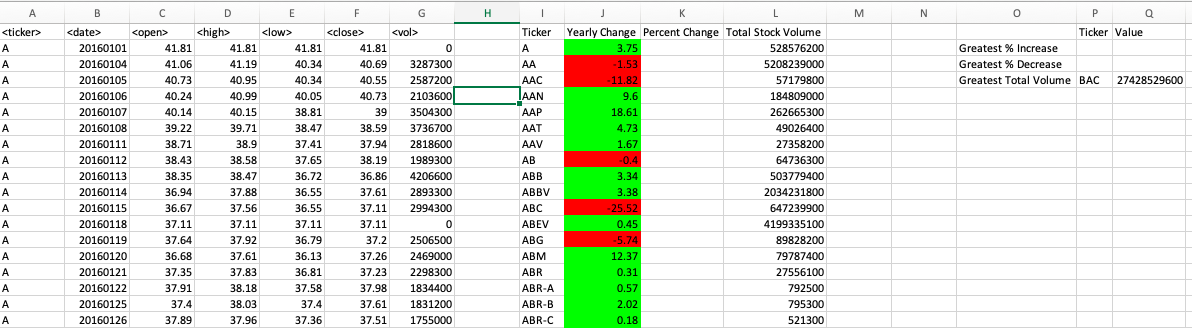 A B C D E F G H I J K L M N O P Q
<ticker> <date> <open> <high> <low> <close> <vol> Ticker Yearly Change Percent Change Total Stock Volume Ticker Value
A 20160101 41.81 41.81 41.81 41.81 0 A 3.75 528576200 Greatest % Increase
A 20160104 41.06 41.19 40.34 40.69 3287300 AA -1.53 5208239000 Greatest % Decrease
A 20160105 40.73 40.95 40.34 40.55 2587200 AAC -11.82 57179800 Greatest Total Volume BAC 27428529600
A 20160106 40.24 40.99 40.05 40.73 2103600 AAN 9.6 184809000
A 20160107 40.14 40.15 38.81 39 3504300 AAP 18.61 262665300
A 20160108 39.22 39.71 38.47 38.59 3736700 AAT 4.73 49026400
A 20160111 38.71 38.9 37.41 37.94 2818600 AAV 1.67 27358200
A 20160112 38.43 38.58 37.65 38.19 1989300 AB -0.4 64736300
A 20160113 38.35 38.47 36.72 36.86 4206600 ABB 3.34 503779400
A 20160114 36.94 37.88 36.55 37.61 2893300 ABBV 3.38 2034231800
A 20160115 36.67 37.56 36.55 37.11 2994300 ABC -25.52 647239900
A 20160118 37.11 37.11 37.11 37.11 0 ABEV 0.45 4199335100
A 20160119 37.64 37.92 36.79 37.2 2506500 ABG -5.74 89828200
A 20160120 36.68 37.61 36.13 37.26 2469000 ABM 12.37 79787400
A 20160121 37.35 37.83 36.81 37.23 2298300 ABR 0.31 27556100
A 20160122 37.91 38.18 37.58 37.98 1834400 ABR-A 0.57 792500
A 20160125 37.4 38.03 37.4 37.61 1831200 ABR-B 2.02 795300
A 20160126 37.89 37.96 37.36 37.51 1755000 ABR-C 0.18 521300